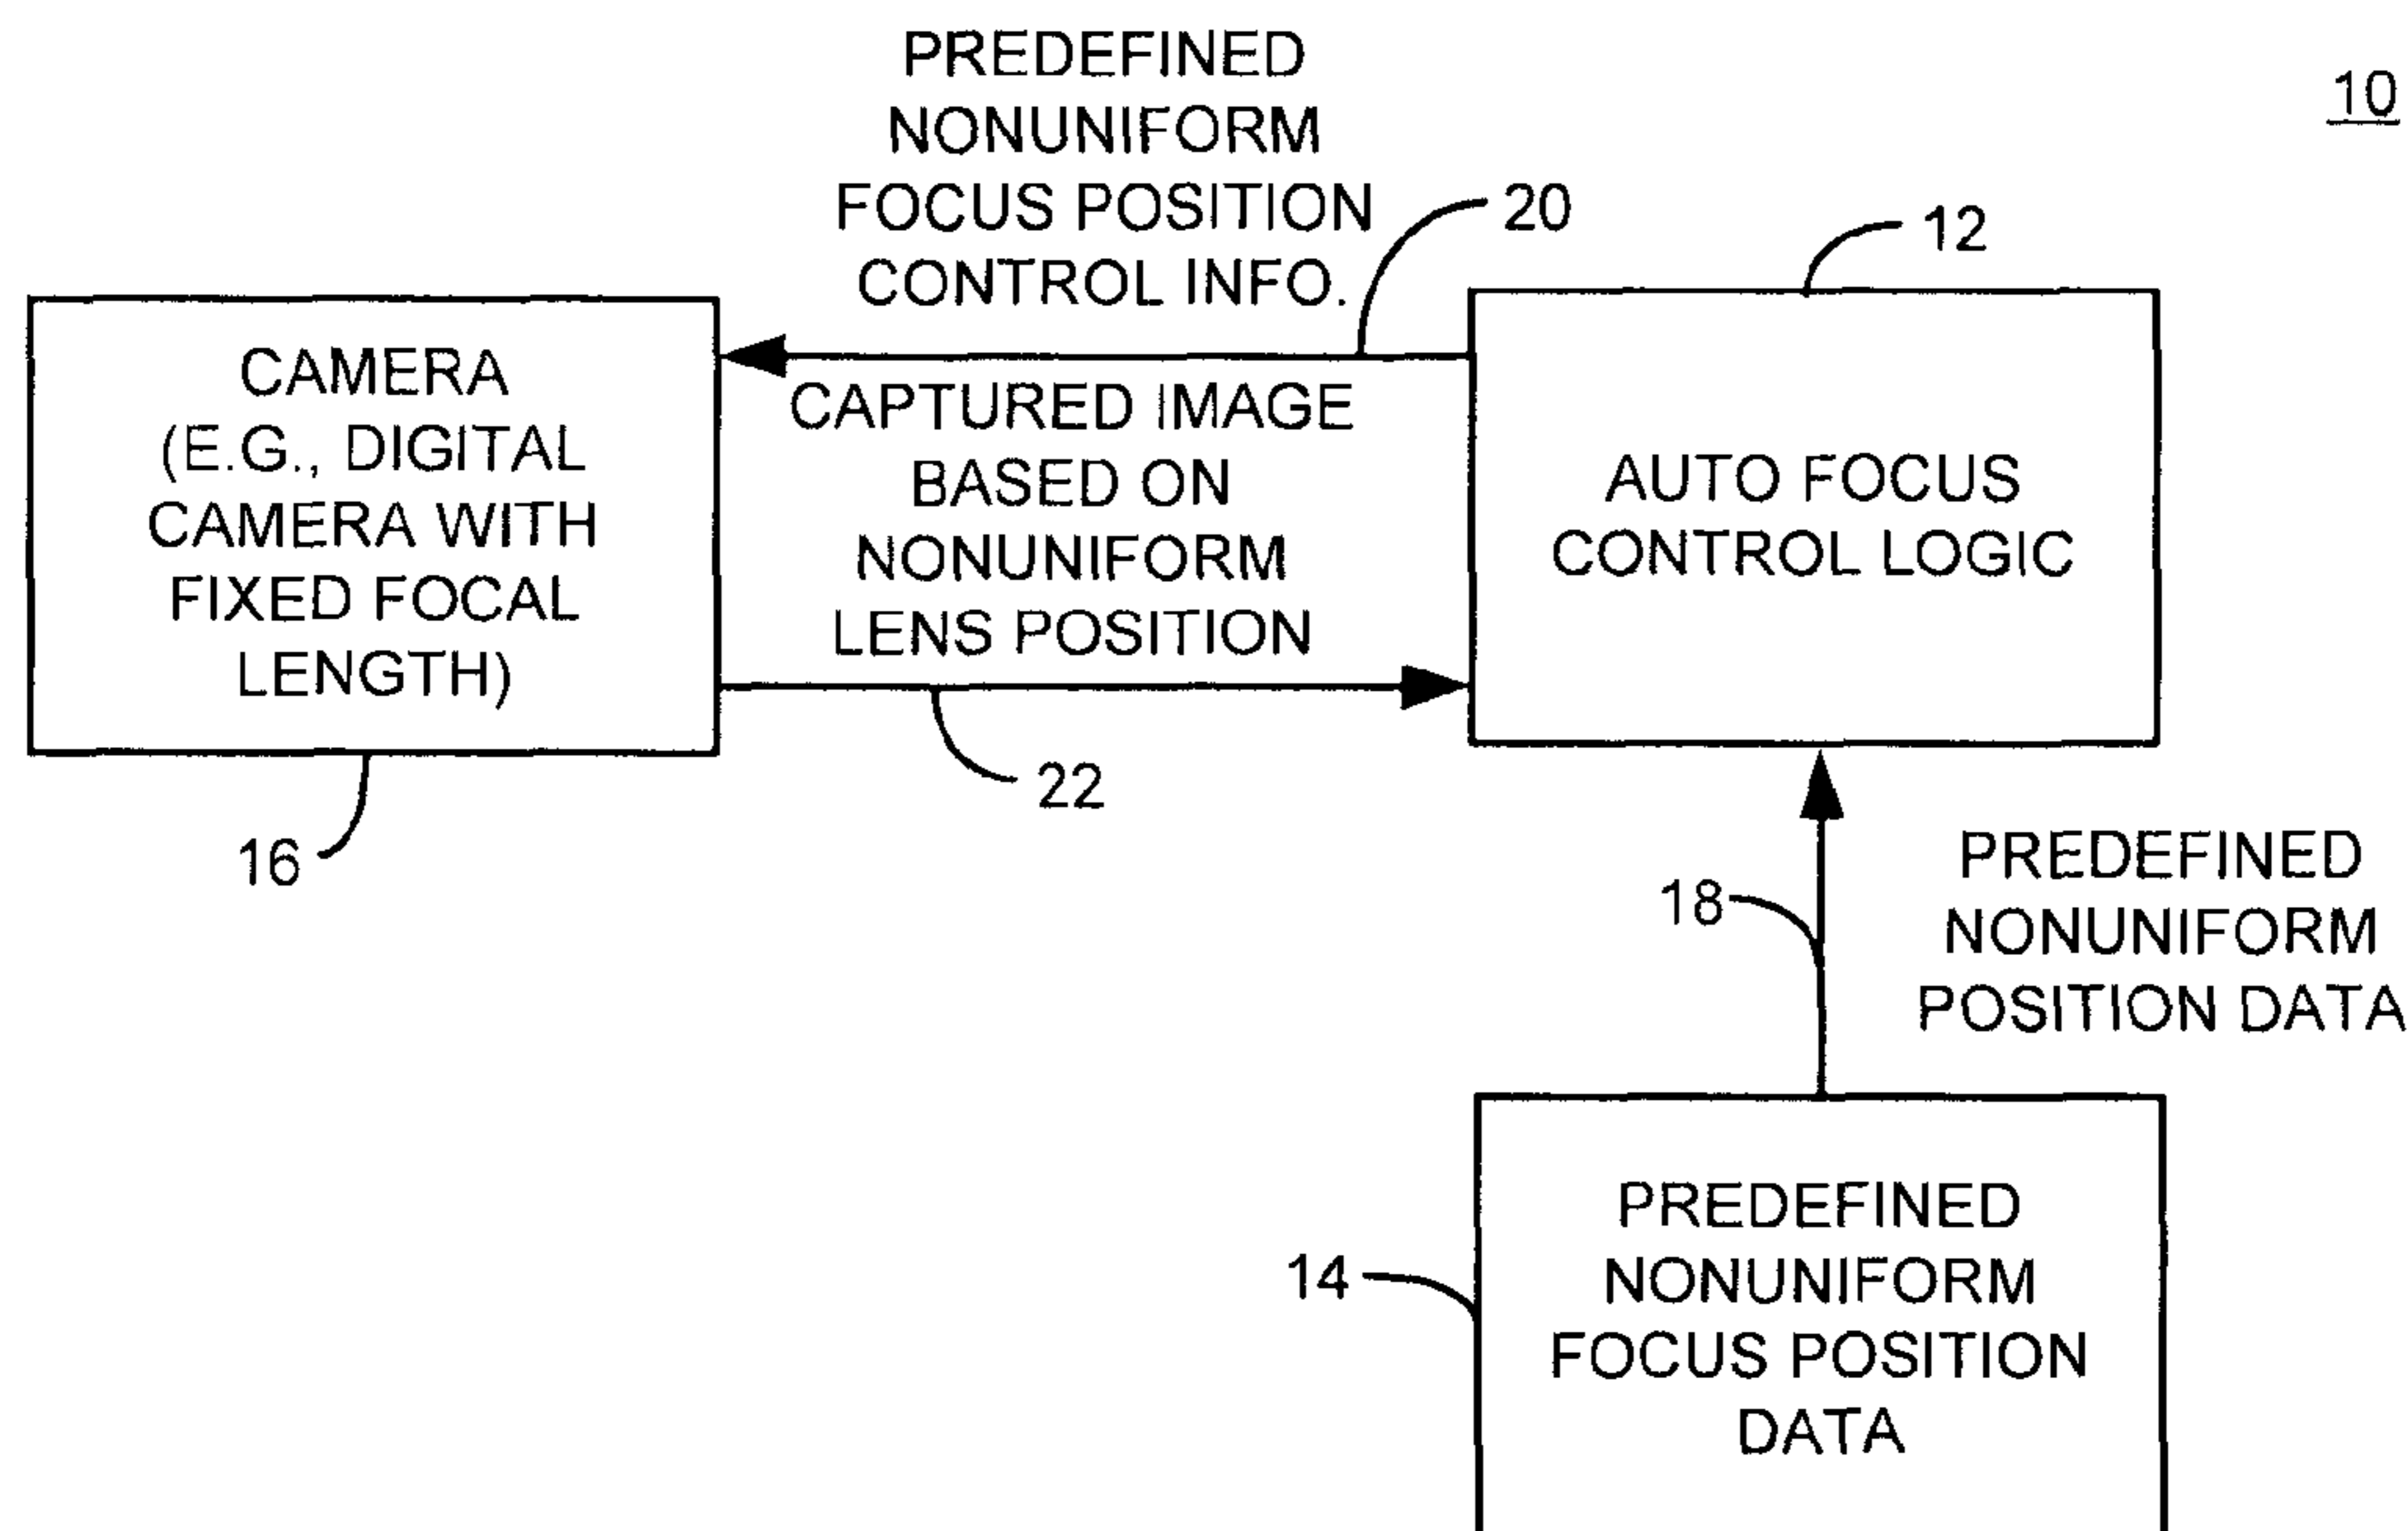 10
PREDEFINED
NONUNIFORM
FOCUS POSITION
CONTROL INFO.
20
12
CAMERA
(E.G., DIGITAL
CAMERA WITH
FIXED FOCAL
LENGTH)
CAPTURED IMAGE
BASED ON
NONUNIFORM
LENS POSITION
AUTO FOCUS
CONTROL LOGIC
22
16
18
PREDEFINED
NONUNIFORM
POSITION DATA
14
PREDEFINED
NONUNIFORM
FOCUS POSITION
DATA